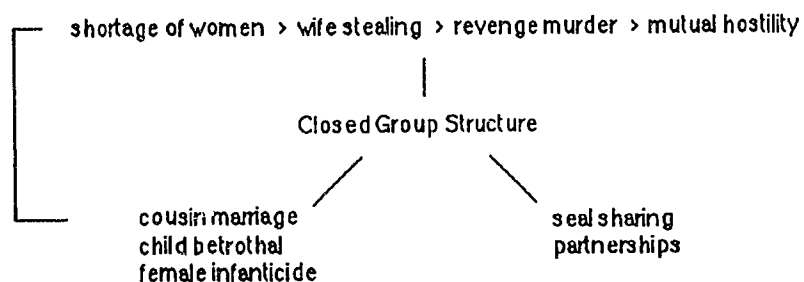 shortage of women > wife stealing > revenge murder > mutual hostility
Closed Group Structure
cousin marriage
child betrothal
female infanticide
seal sharing
partnerships